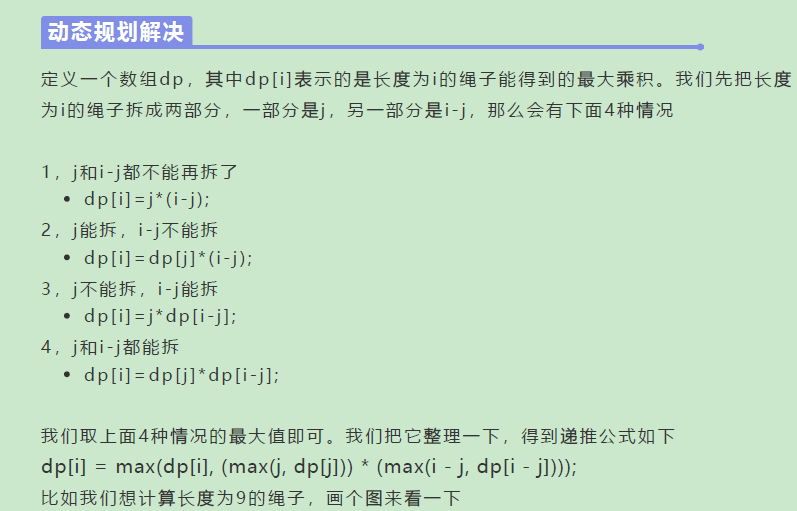 动态规划解决
定义一个数组dp，其中dp[i]表示的是长度为i的绳子能得到的最大乘积。我们先把长度
为i的绳子拆成两部分，一部分是j，另一部分是i-j，那么会有下面4种情况
1，j和i-j都不能再拆了
• dp[i]=j*(i-j);
2，j能拆，i-j不能拆
• dp[i]=dp[j]*(i-j);
3，j不能拆，i-j能拆
• dp[i]=j*dp[i-j];
4，j和i-j都能拆
• dp[i]=dp[j]*dp[i-j];
我们取上面4种情况的最大值即可。我们把它整理一下，得到递推公式如下
dp[i] = max(dp[i], (max(j, dp[j])) * (max(i - j, dp[i - j])));
比如我们想计算长度为9的绳子，画个图来看一下